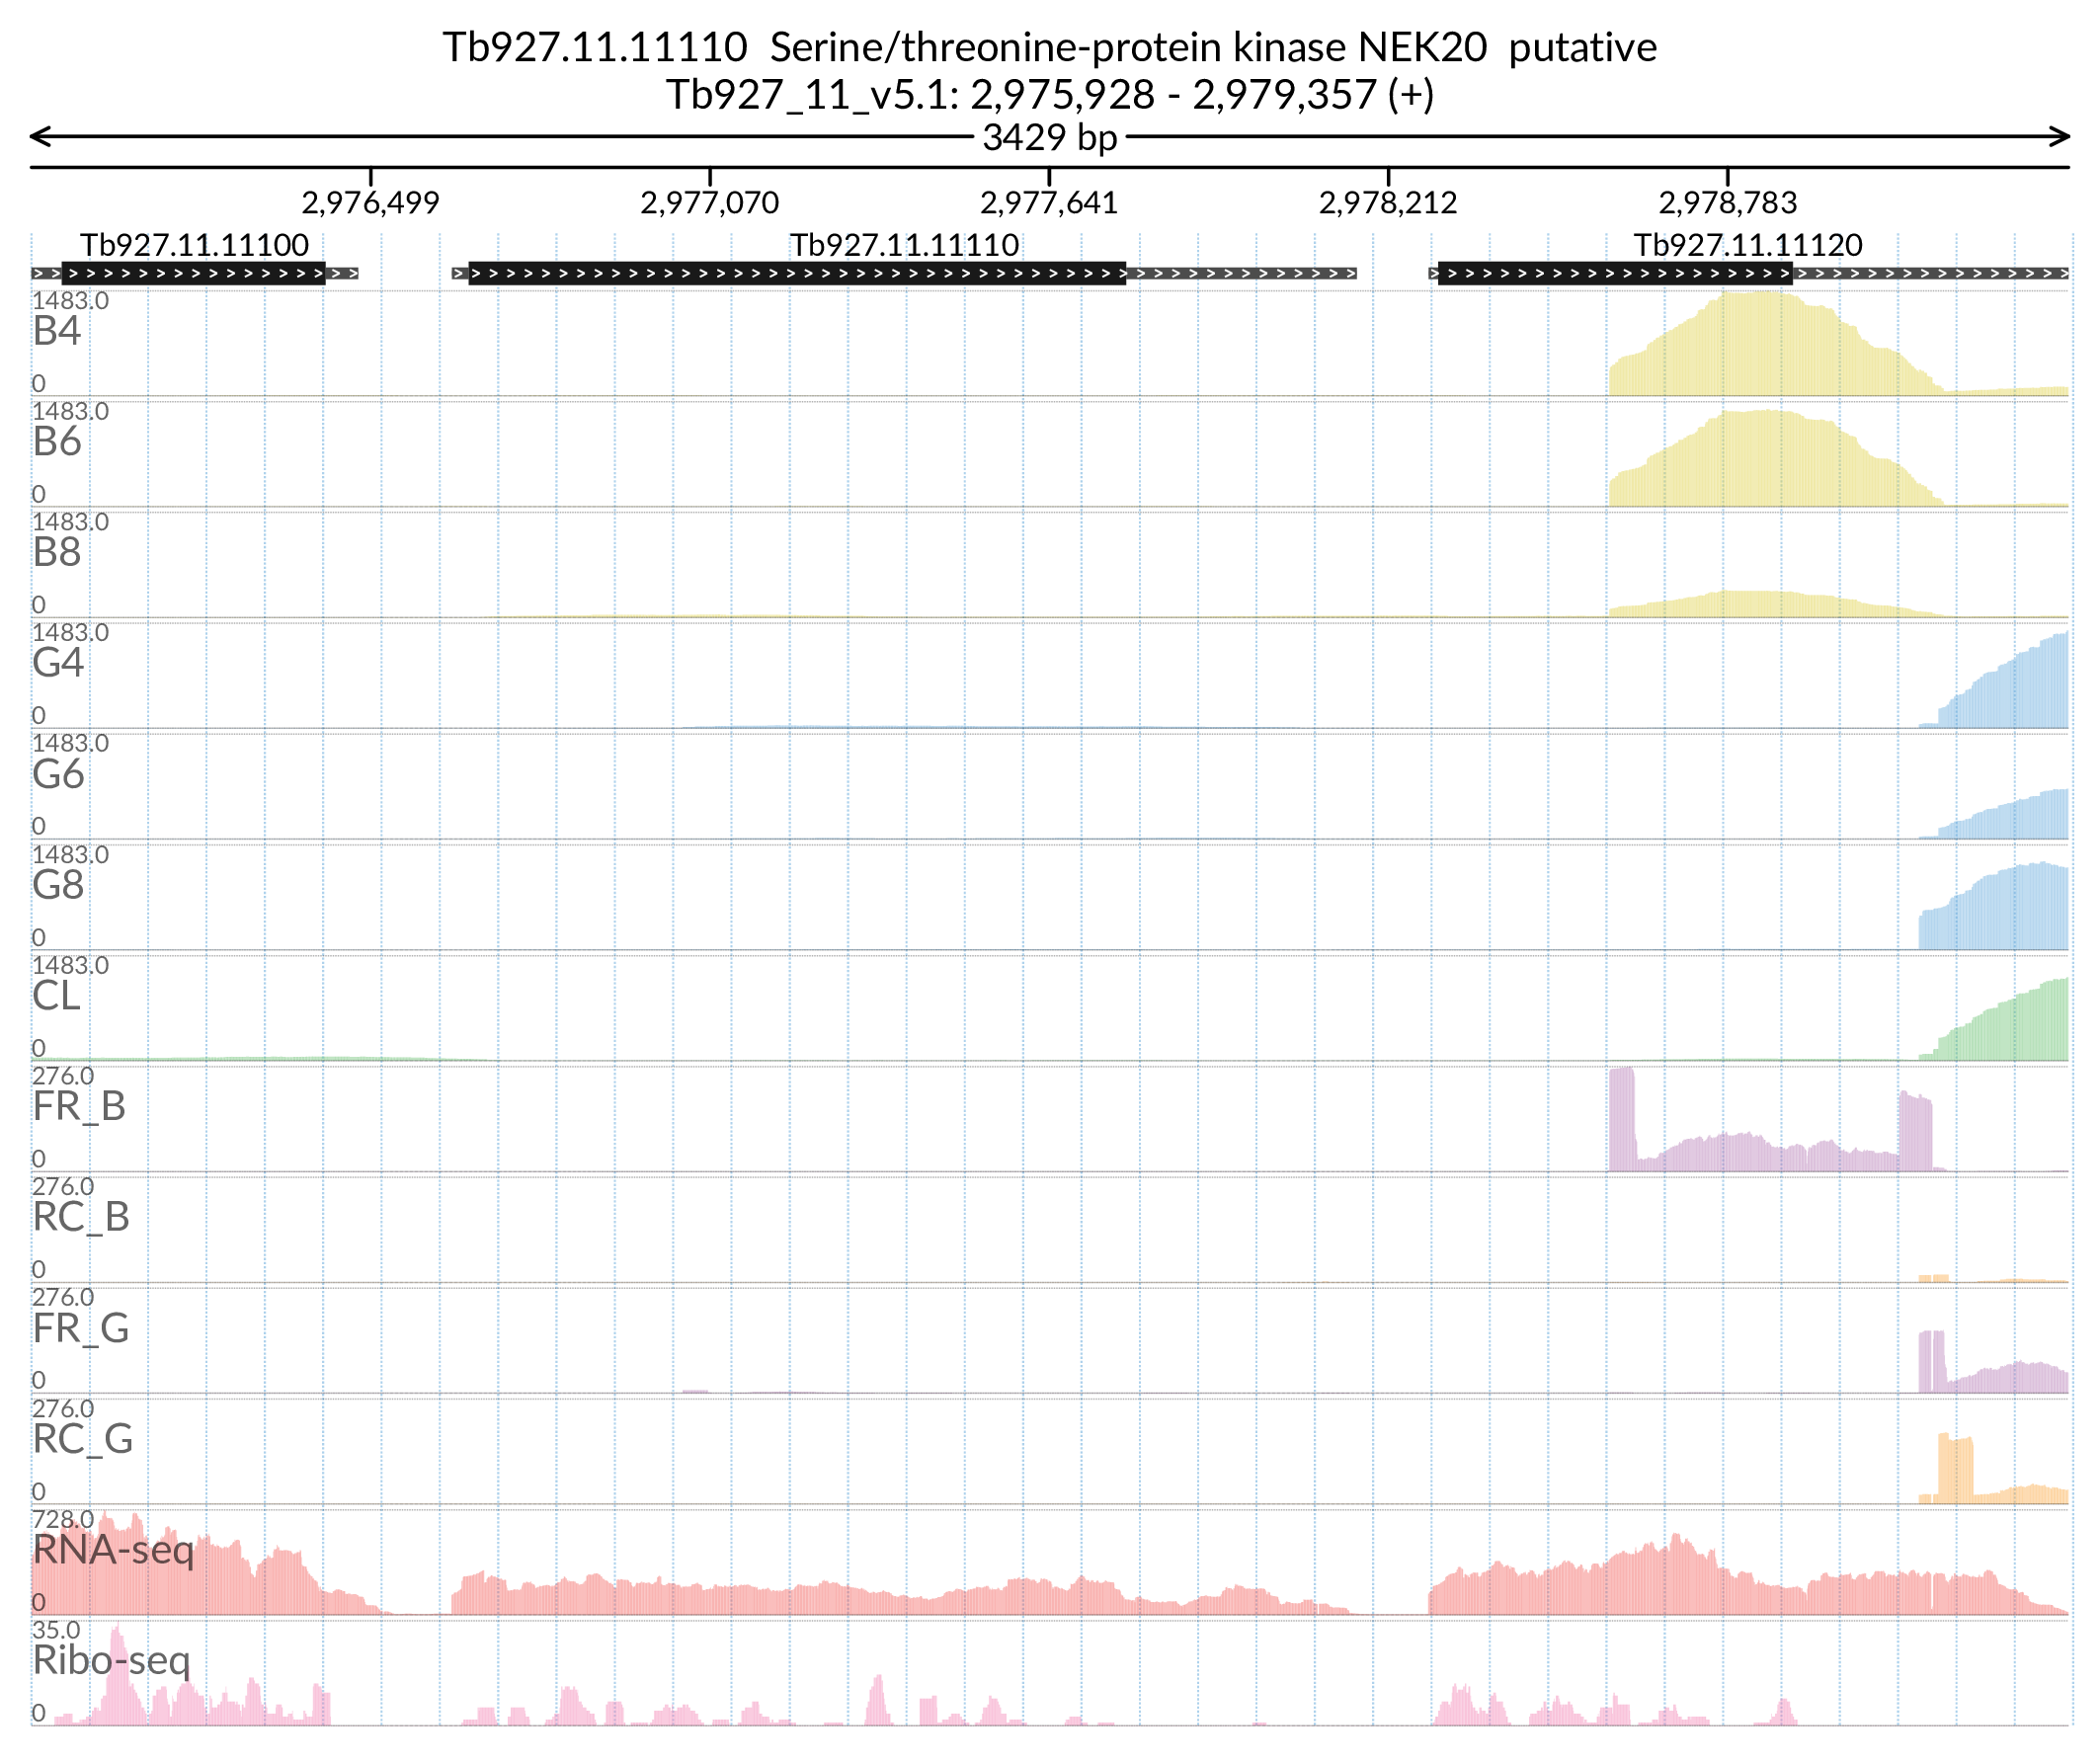 Tb927.11.11110 Serine/threonine-protein kinase NEK20 putative
Tb927_11_v5.1: 2,975,928 - 2,979,357 (+)
3429 bp
2,976,499 2,977,070 2,977,641 2,978,212 2,978,783
Tb927.11.11100 Tb927.11.11110 Tb927.11.11120
1483.0
B4
0
1483.0
B6
0
1483.0
B8
0
1483.0
G4
0
1483.0
G6
0
1483.0
G8
0
1483.0
CL
0
276.0
FR_B
0
276.0
RC_B
0
276.0
FR_G
0
276.0
RC_G
0
728.0
RNA-seq
0
35.0
Ribo-seq
0